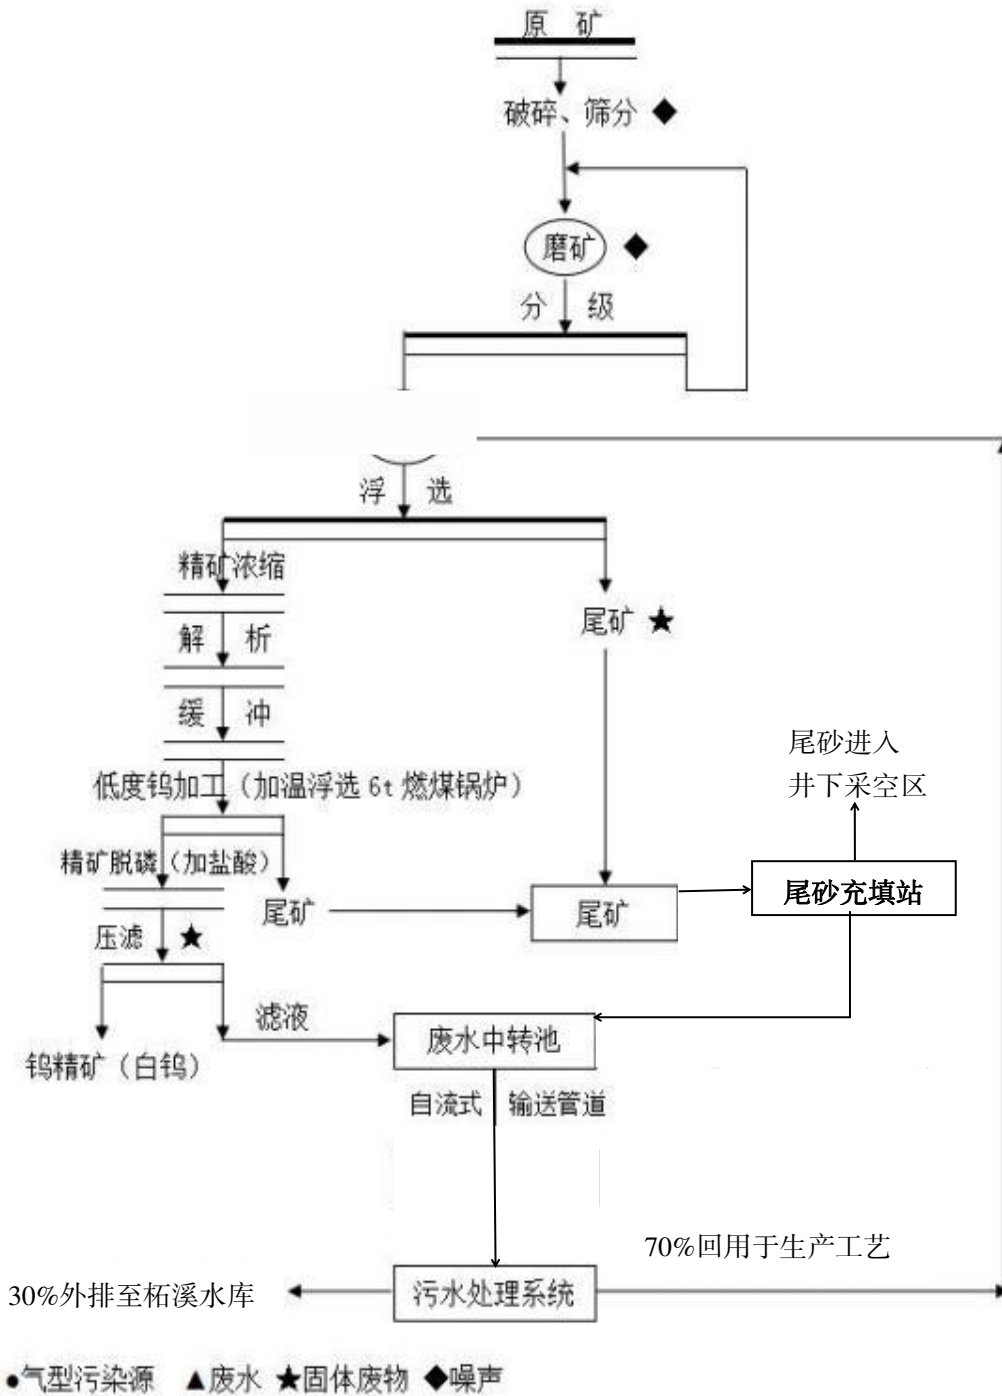 原 矿
破碎、筛分 ◆
磨矿 ◆
分 级
浮 选
精矿浓缩
尾矿 ★
解 析
缓 冲
尾砂进入
井下采空区
低度钨加工（加温浮选 6t 燃煤锅炉）
精矿脱磷（加盐酸）
尾砂充填站
尾矿
尾矿
压滤 ★
滤液
废水中转池
钨精矿（白钨）
自流式 输送管道
70%回用于生产工艺
30%外排至柘溪水库
污水处理系统
●气型污染源 ▲废水 ★固体废物 ◆噪声